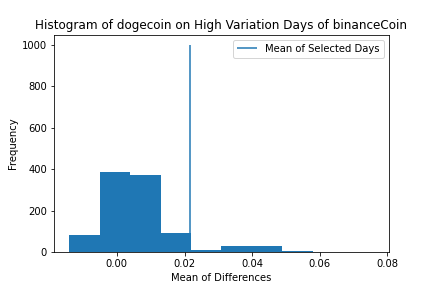 Histogram of dogecoin on High Variation Days of binanceCoin
Mean of Selected Days
1000
800
600
400
200
0
Frequency
0.00 0.02 0.04 0.06 0.08
Mean of Differences